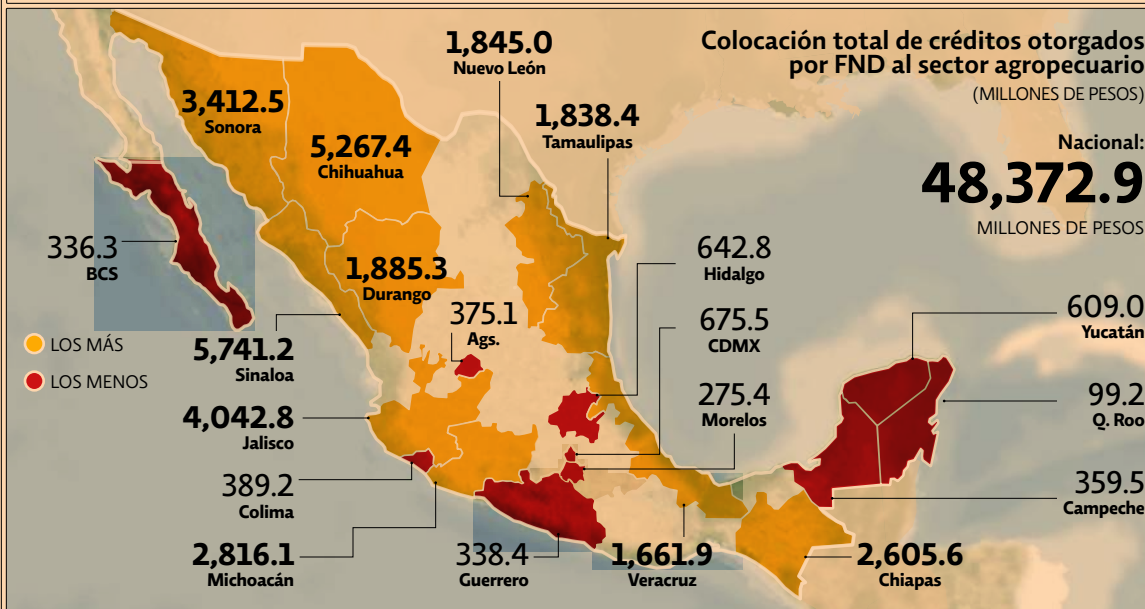 Colocación total de créditos otorgados
por FND al sector agropecuario
(MILLONES DE PESOS)
Nacional:
48,372.9
MILLONES DE PESOS
1,845.0
Nuevo León
3,412.5
Sonora
1,838.4
Tamaulipas
5,267.4
Chihuahua
336.3
BCS
1,885.3
Durango
642.8
Hidalgo
375.1
Ags.
675.5
CDMX
609.0
Yucatán
LOS MÁS
LOS MENOS
5,741.2
Sinaloa
275.4
Morelos
99.2
Q. Roo
4,042.8
Jalisco
389.2
Colima
359.5
Campeche
2,816.1
Michoacán
338.4
Guerrero
1,661.9
Veracruz
2,605.6
Chiapas